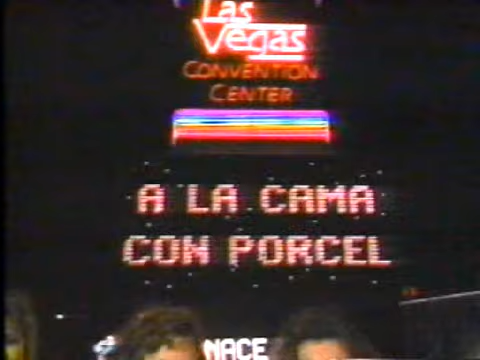 Las
Vegas
CONVENTION
CENTER
A LA CAMA
CON PORCEL
NACE